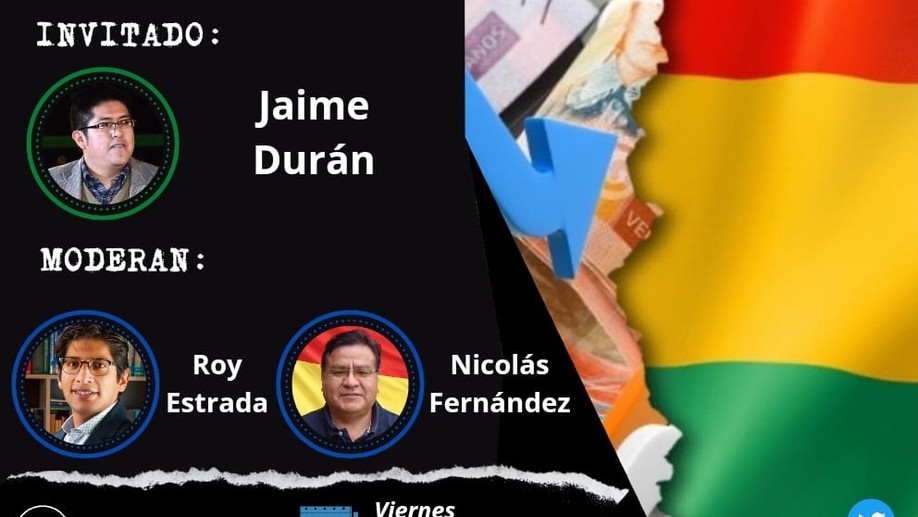 INVITADO:
Jaime
Durán
MODERAN:
Roy
Estrada
Nicolás
Fernández
Viernes